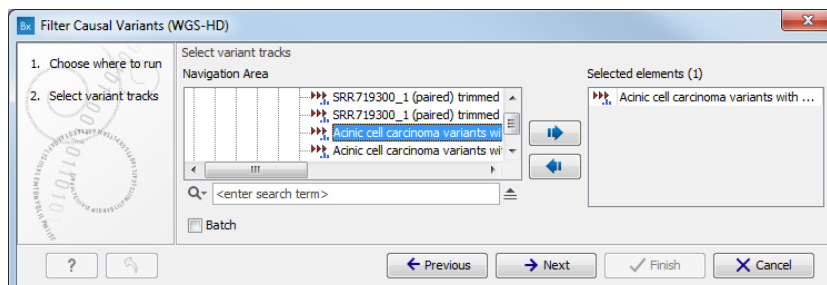 Bx Filter Causal Variants (WGS-HD)
1. Choose where to run
2. Select variant tracks
Select variant tracks
Navigation Area
SRR719300_1 (paired) trimmed
SRR719300_1 (paired) trimmed
Acinic cell carcinoma variants wi
Acinic cell carcinoma variants wi
<enter search term>
Batch
Selected elements (1)
Acinic cell carcinoma variants with ...
?
Previous
Next
Finish
Cancel